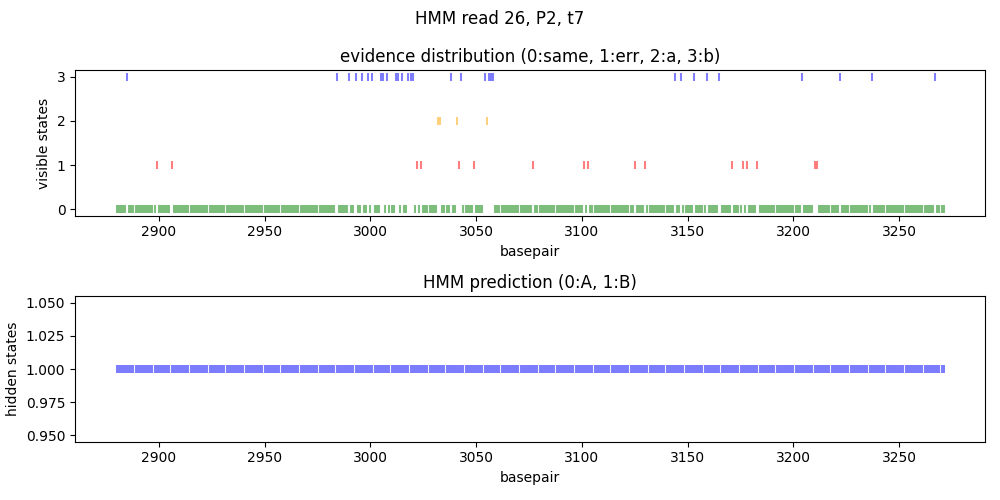 HMM read 26, P2, t7
evidence distribution (0:same, 1:err, 2:a, 3:b)
visible states
3
2
1
0
2900 2950 3000 3050 3100 3150 3200 3250
basepair
HMM prediction (0:A, 1:B)
hidden states
1.050
1.025
1.000
0.975
0.950
2900 2950 3000 3050 3100 3150 3200 3250
basepair